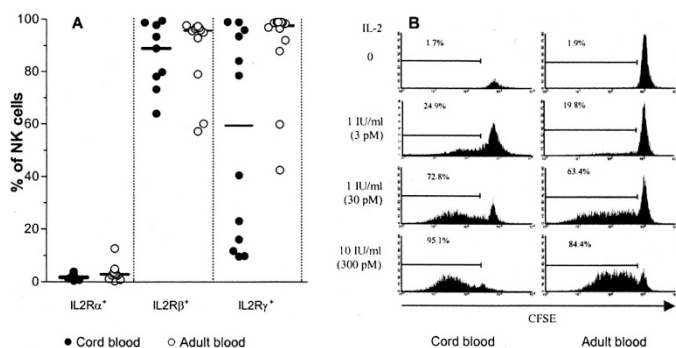 A
B
% of NK cells
100
80
60
40
20
0
IL2Rα⁺
IL2Rβ⁺
IL2Rγ⁺
● Cord blood ○ Adult blood
IL-2
0
1.7%
1.9%
1 IU/ml
(3 pM)
24.9%
19.8%
1 IU/ml
(30 pM)
72.8%
63.4%
10 IU/ml
(300 pM)
95.1%
84.4%
CFSE
Cord blood
Adult blood